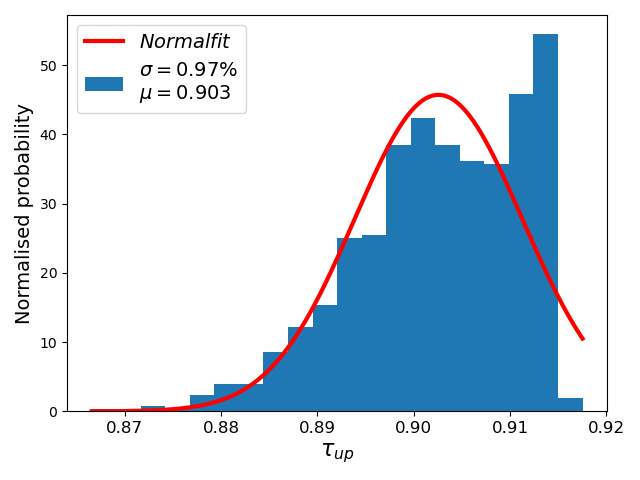 Normalfit
σ = 0.97%
μ = 0.903
Normalised probability
50
40
30
20
10
0
0.87 0.88 0.89 0.90 0.91 0.92
τup